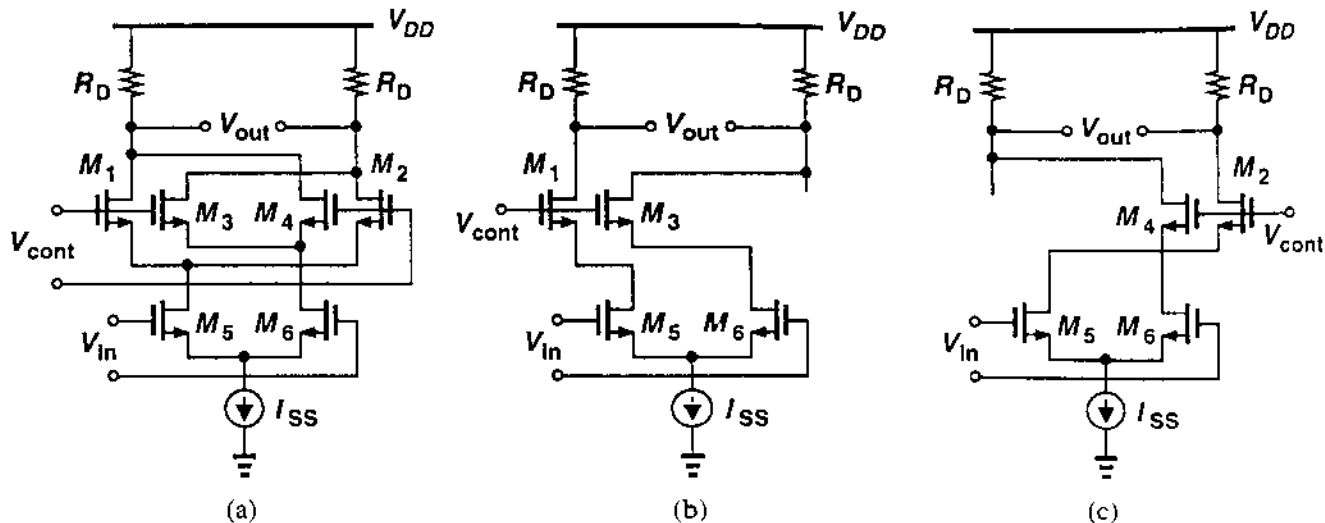 V_DD
R_D
R_D
V_out
M_1
M_2
M_3
M_4
V_cont
M_5
M_6
V_in
I_SS
(a)
V_DD
R_D
R_D
V_out
M_1
M_3
V_cont
M_5
M_6
V_in
I_SS
(b)
V_DD
R_D
R_D
V_out
M_2
M_4
V_cont
M_5
M_6
V_in
I_SS
(c)